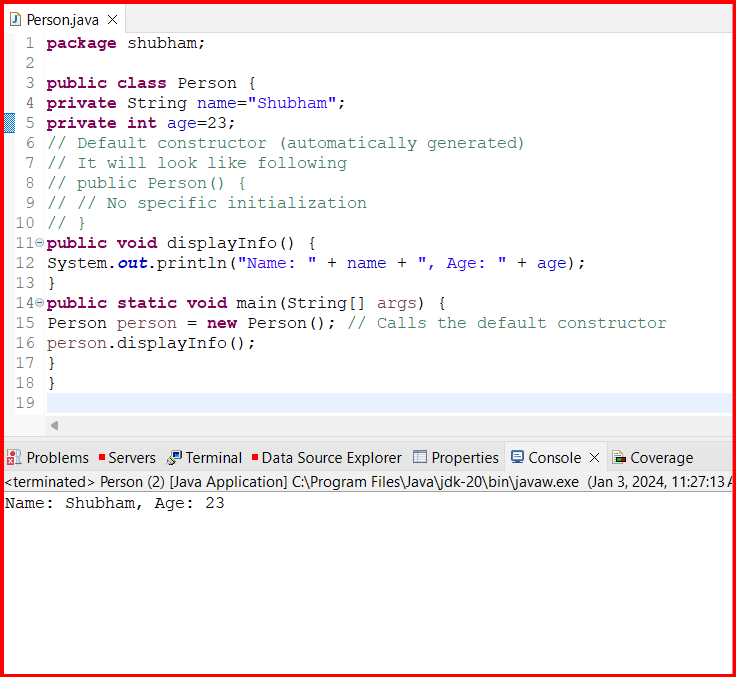 Person.java
1 package shubham;
2
3 public class Person {
4 private String name="Shubham";
5 private int age=23;
6 // Default constructor (automatically generated)
7 // It will look like following
8 // public Person() {
9 // // No specific initialization
10 // }
11 public void displayInfo() {
12 System.out.println("Name: " + name + ", Age: " + age);
13 }
14 public static void main(String[] args) {
15 Person person = new Person(); // Calls the default constructor
16 person.displayInfo();
17 }
18 }
19
Problems Servers Terminal Data Source Explorer Properties Console Coverage
<terminated> Person (2) [Java Application] C:\Program Files\Java\jdk-20\bin\javaw.exe (Jan 3, 2024, 11:27:13
Name: Shubham, Age: 23